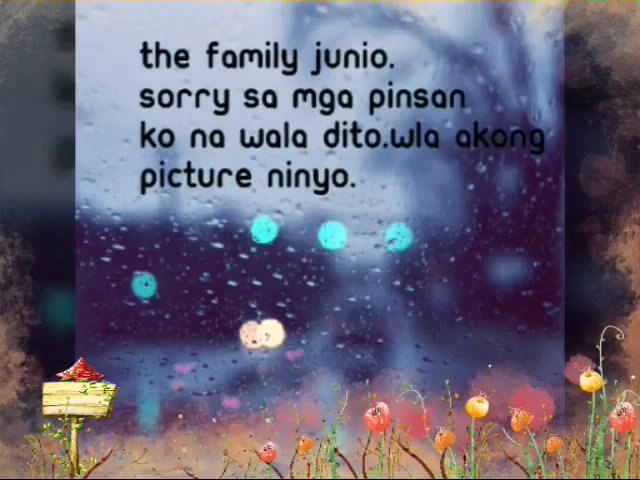 the family junio.
sorry sa mga pinsan
ko na wala dito.wla akong
picture ninyo.